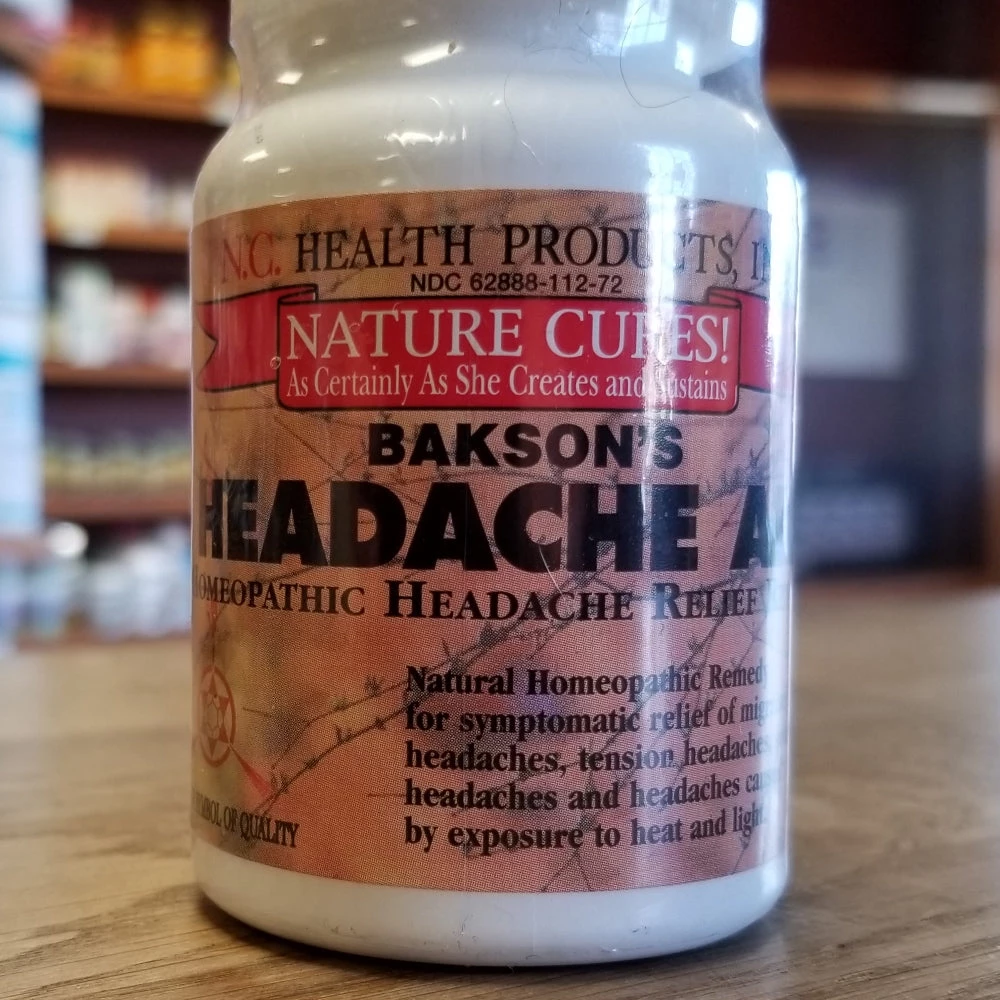 N.C. HEALTH PRODUCTS, IN
NDC 62888-112-72
NATURE CURES!
As Certainly As She Creates and Sustains
BAKSON'S
HEADACHE A
HOMEOPATHIC HEADACHE RELIEF
Natural Homeopathic Remedy
for symptomatic relief of mig
headaches, tension headaches
headaches and headaches ca
by exposure to heat and light
SYMBOL OF QUALITY